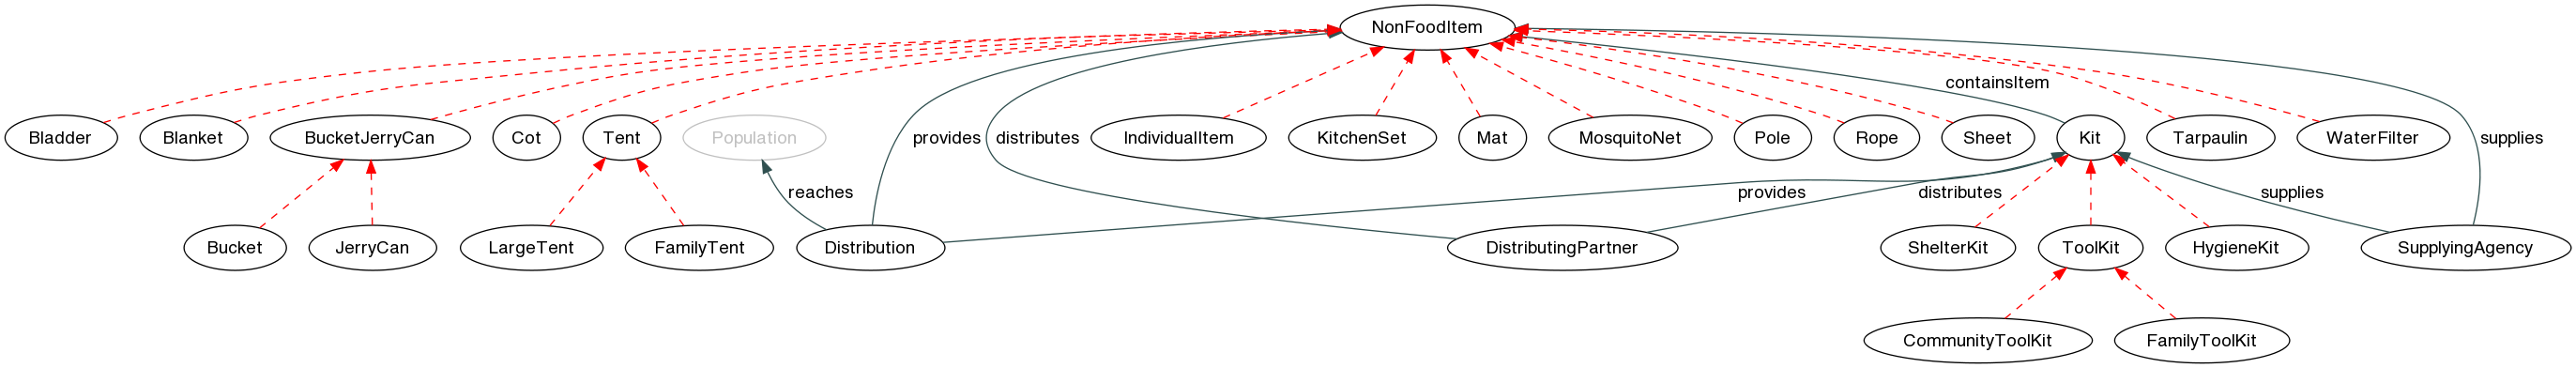 NonFoodItem
containsItem
Bladder
Blanket
BucketJerryCan
Cot
Tent
Population
provides
distributes
IndividualItem
KitchenSet
Mat
MosquitoNet
Pole
Rope
Sheet
Kit
Tarpaulin
WaterFilter
supplies
reaches
provides
distributes
supplies
Bucket
JerryCan
LargeTent
FamilyTent
Distribution
DistributingPartner
ShelterKit
ToolKit
HygieneKit
SupplyingAgency
CommunityToolKit
FamilyToolKit